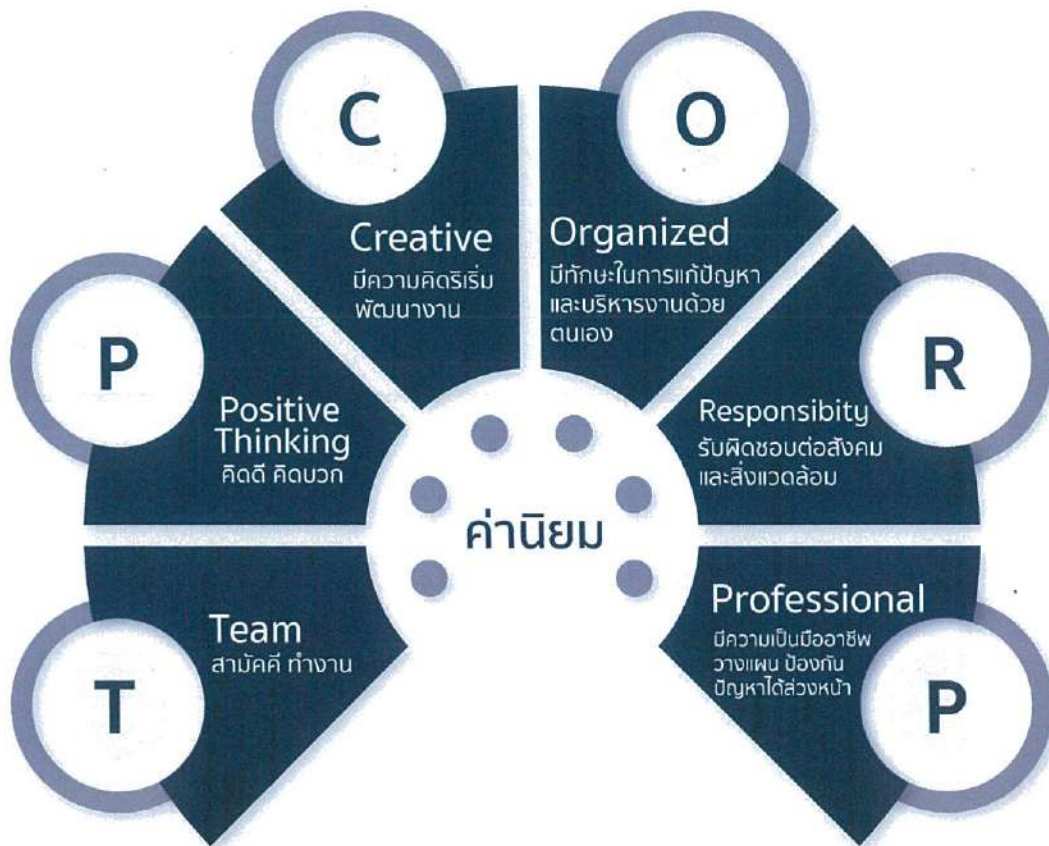 T
Team
สามัคคี ทำงาน
P
Positive
Thinking
คิดดี คิดบวก
C
Creative
มีความคิดริเริ่ม
พัฒนางาน
O
Organized
มีทักษะในการแก้ปัญหา
และบริหารงานด้วย
ตนเอง
R
Responsibity
รับผิดชอบต่อสังคม
และสิ่งแวดล้อม
P
Professional
มีความเป็นมืออาชีพ
วางแผน ป้องกัน
ปัญหาได้ล่วงหน้า
ค่านิยม